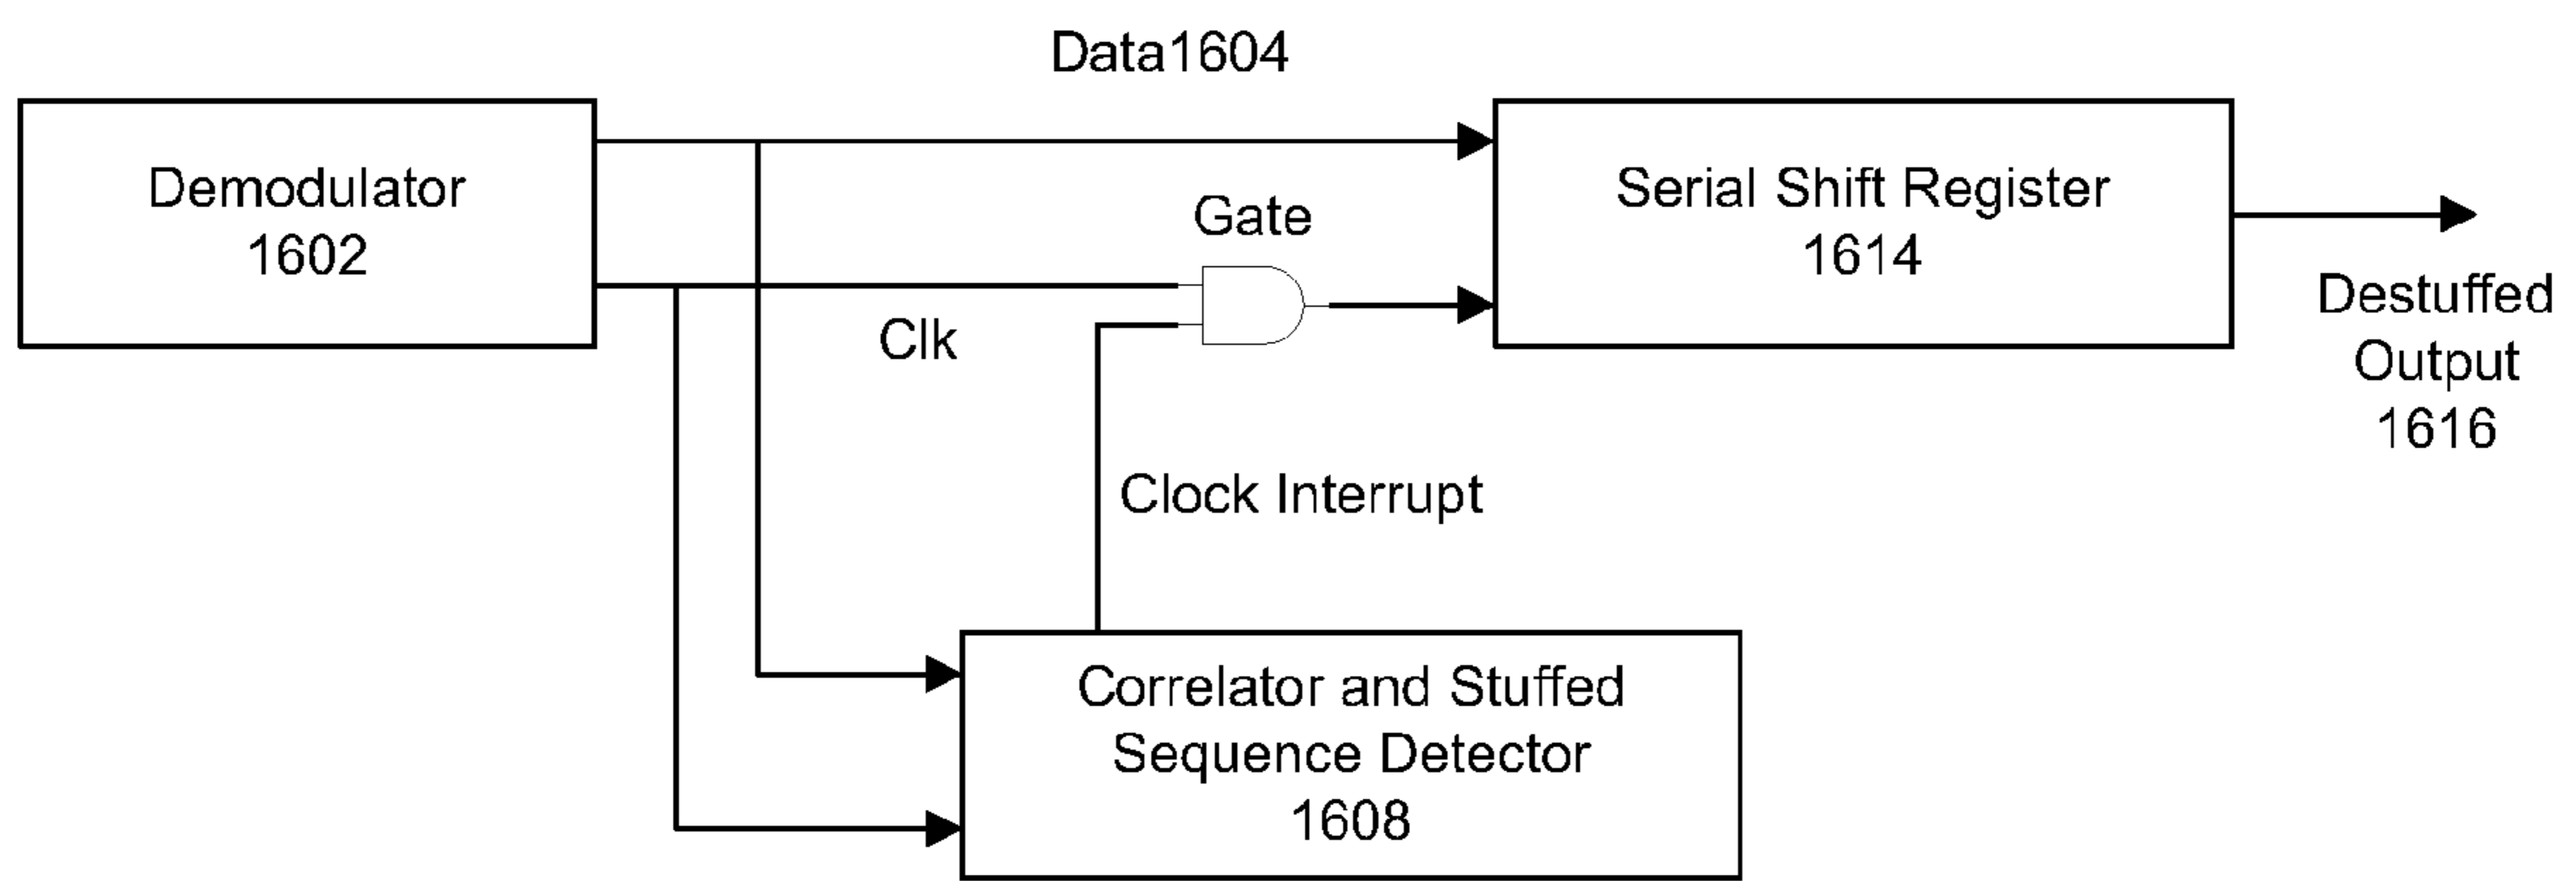 Data1604
Demodulator
1602
Gate
Serial Shift Register
1614
Clk
Destuffed
Output
1616
Clock Interrupt
Correlator and Stuffed
Sequence Detector
1608